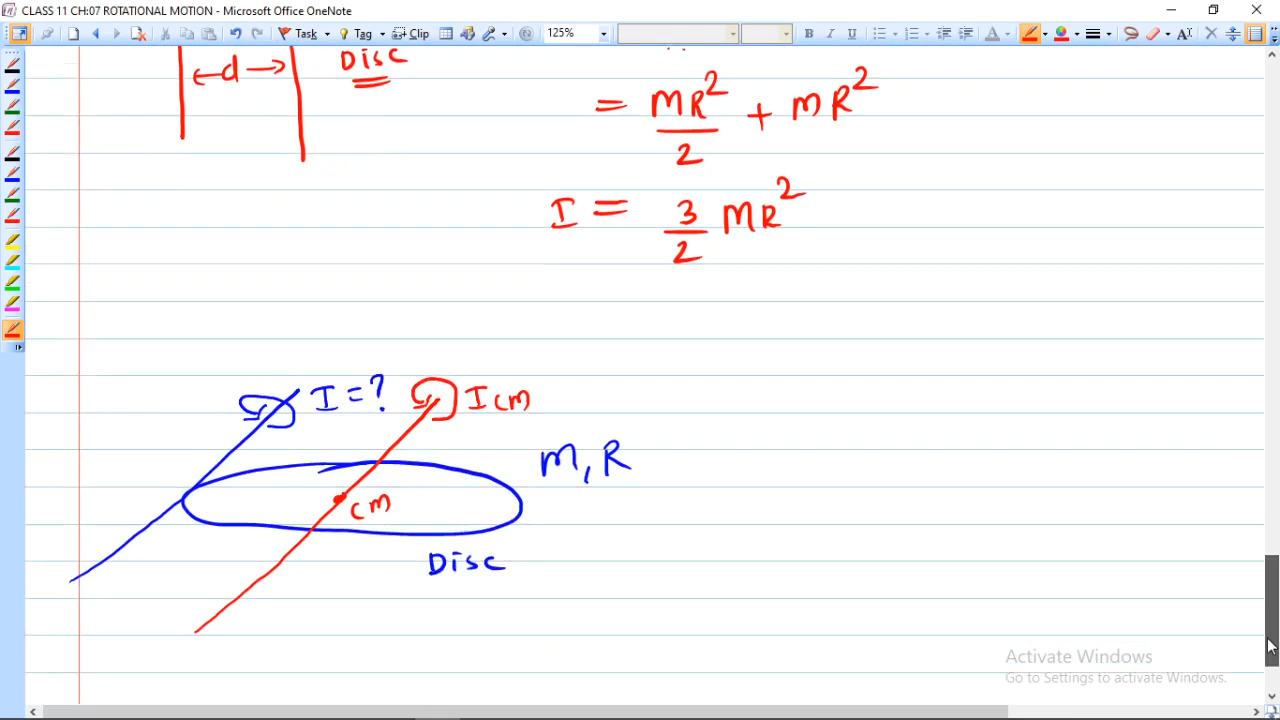 CLASS 11 CH:07 ROTATIONAL MOTION - Microsoft Office OneNote
Task Tag Clip 125% B I U
←d→ Disc
= mR²/2 + mR²
I = 3/2 MR²
I = ? Icm
m, R
cm
Disc
Activate Windows
Go to Settings to activate Windows.